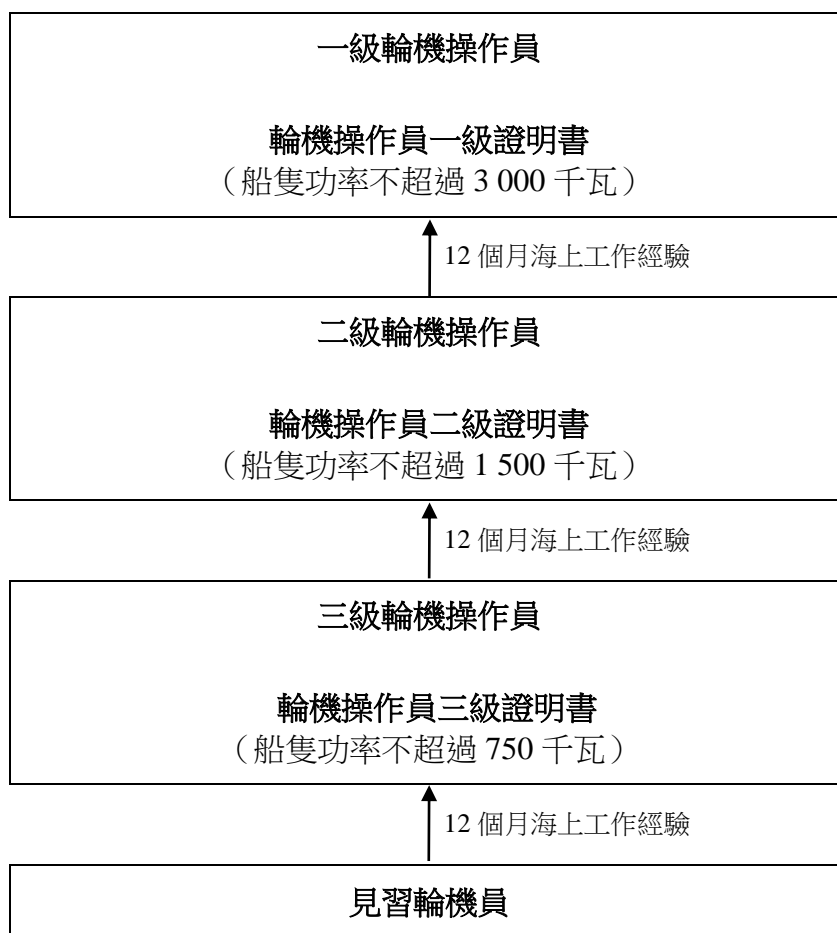 一級輪機操作員
輪機操作員一級證明書
（船隻功率不超過 3 000 千瓦）
12 個月海上工作經驗
二級輪機操作員
輪機操作員二級證明書
（船隻功率不超過 1 500 千瓦）
12 個月海上工作經驗
三級輪機操作員
輪機操作員三級證明書
（船隻功率不超過 750 千瓦）
12 個月海上工作經驗
見習輪機員